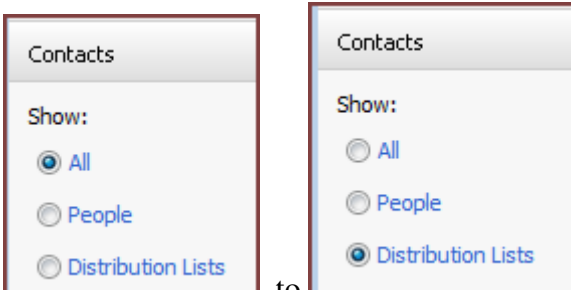 Contacts
Show:
All
People
Distribution Lists
to
Contacts
Show:
All
People
Distribution Lists